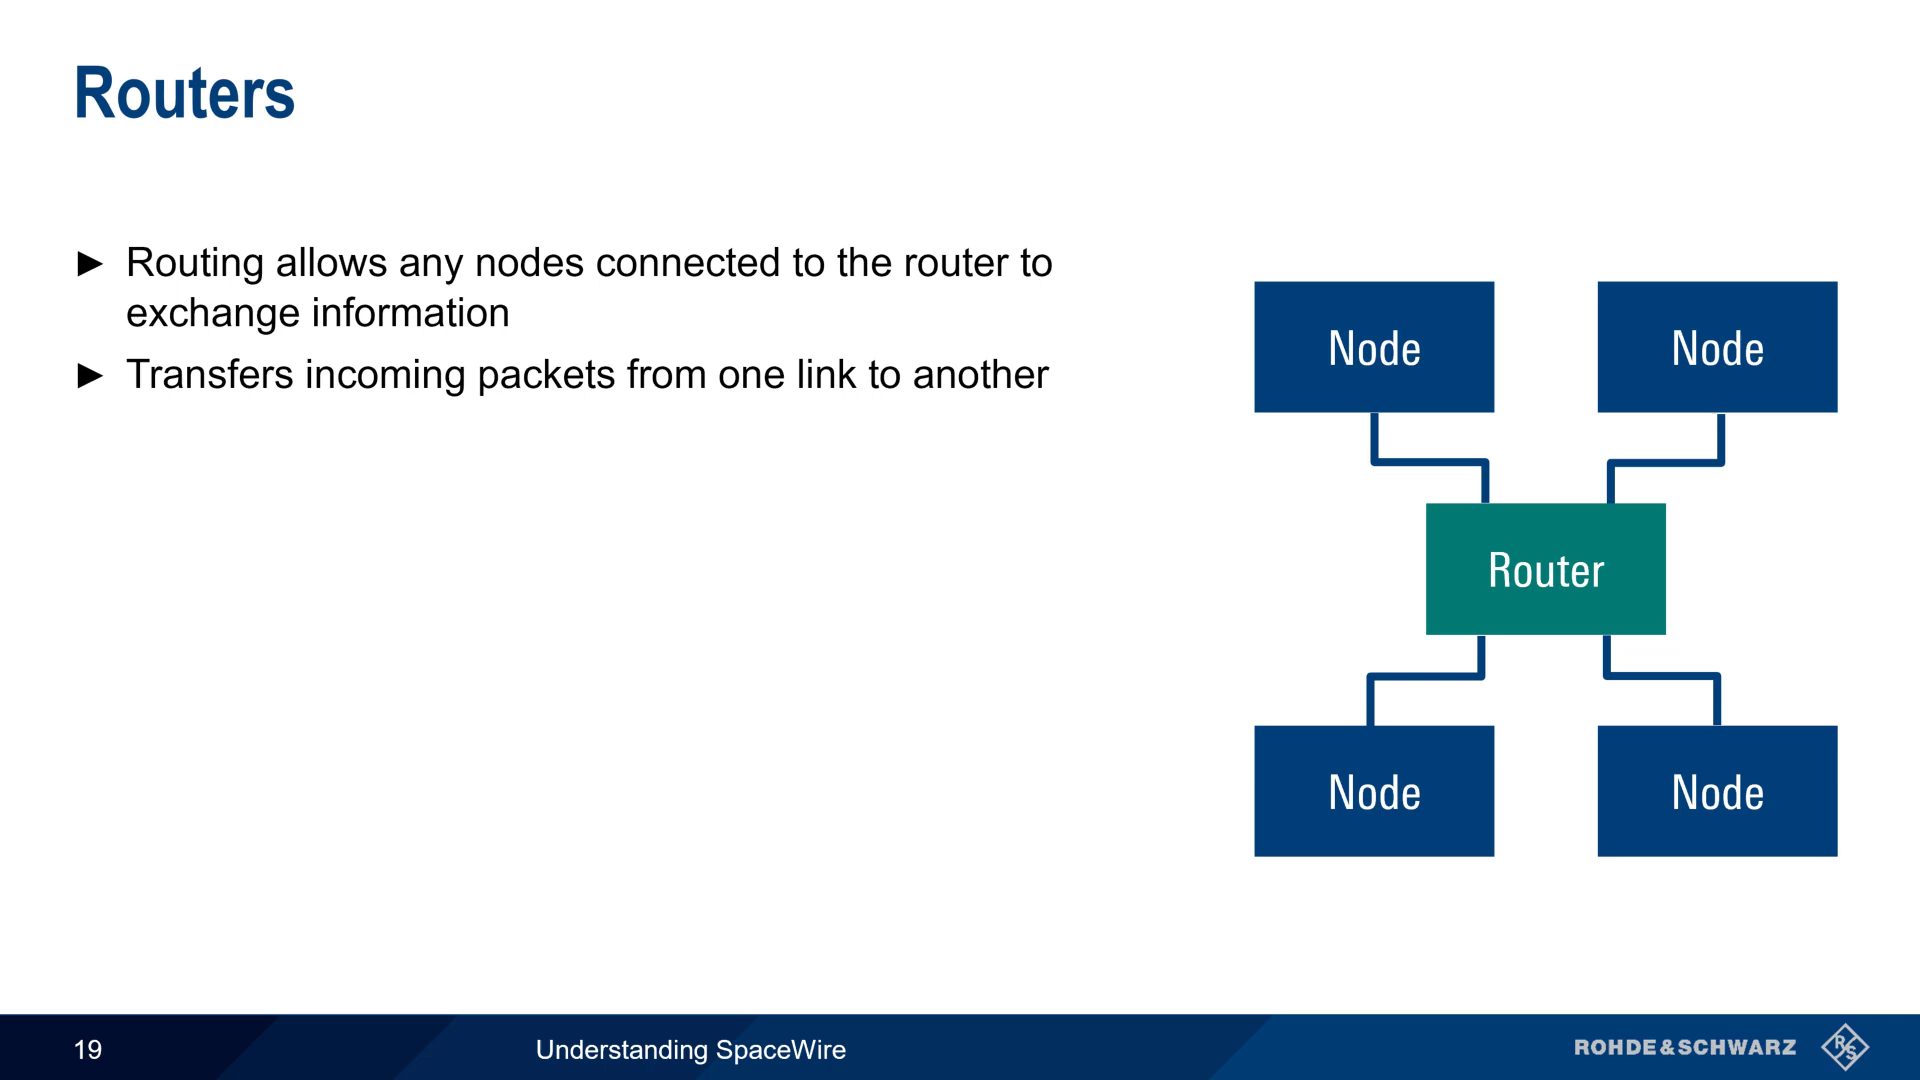 Routers
► Routing allows any nodes connected to the router to
exchange information
► Transfers incoming packets from one link to another
Node
Node
Router
Node
Node
19
Understanding SpaceWire
ROHDE&SCHWARZ
R&S